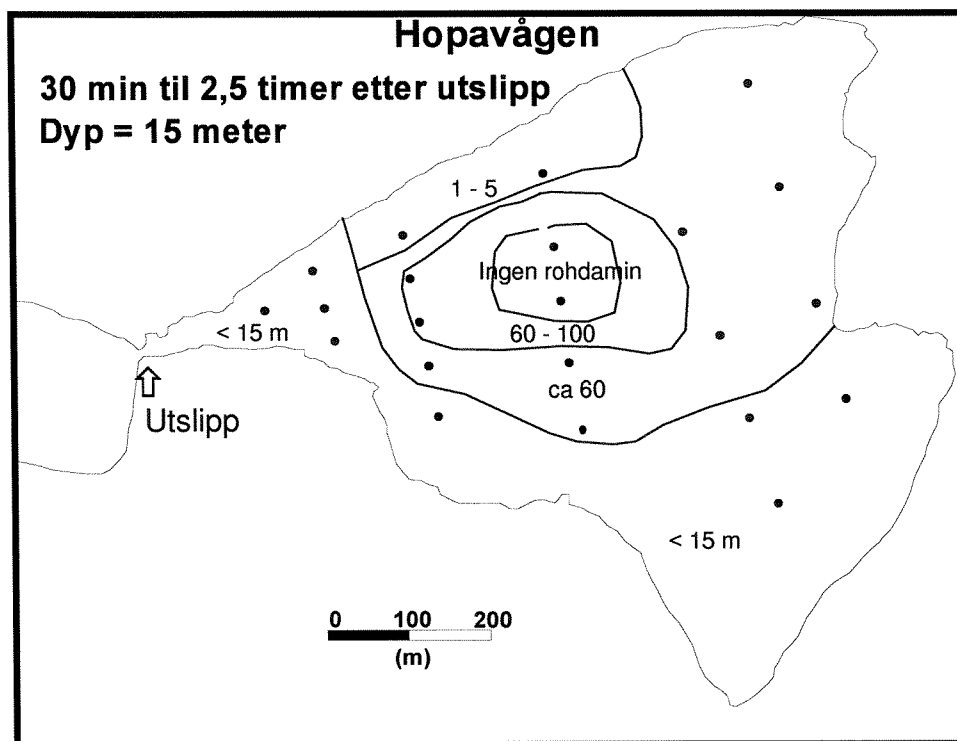 Hopavågen
30 min til 2,5 timer etter utslipp
Dyp = 15 meter
1 - 5
Ingen rohdamin
< 15 m
60 - 100
ca 60
Utslipp
< 15 m
0 100 200
(m)